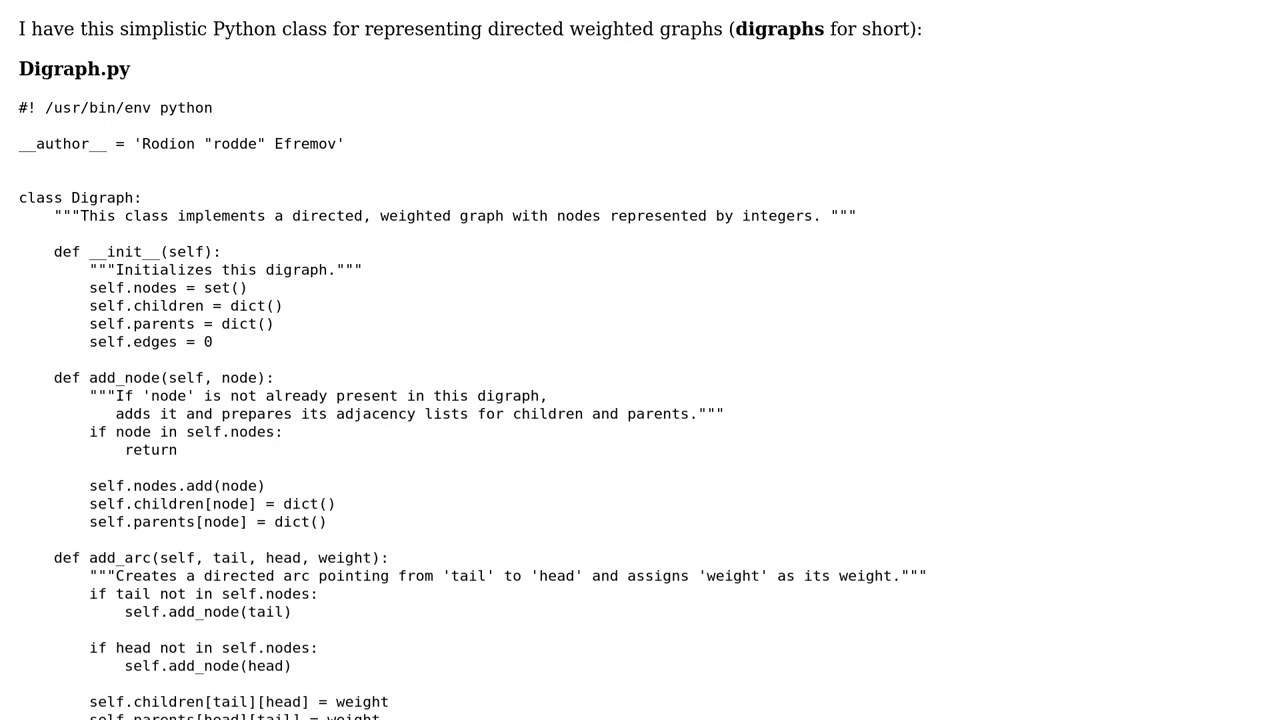 I have this simplistic Python class for representing directed weighted graphs (digraphs for short):
Digraph.py
#! /usr/bin/env python
__author__ = 'Rodion "rodde" Efremov'
class Digraph:
    """This class implements a directed, weighted graph with nodes represented by integers. """
    def __init__(self):
        """Initializes this digraph."""
        self.nodes = set()
        self.children = dict()
        self.parents = dict()
        self.edges = 0
    def add_node(self, node):
        """If 'node' is not already present in this digraph,
           adds it and prepares its adjacency lists for children and parents."""
        if node in self.nodes:
            return
        self.nodes.add(node)
        self.children[node] = dict()
        self.parents[node] = dict()
    def add_arc(self, tail, head, weight):
        """Creates a directed arc pointing from 'tail' to 'head' and assigns 'weight' as its weight."""
        if tail not in self.nodes:
            self.add_node(tail)
        if head not in self.nodes:
            self.add_node(head)
        self.children[tail][head] = weight
        self.parents[head][tail] = weight